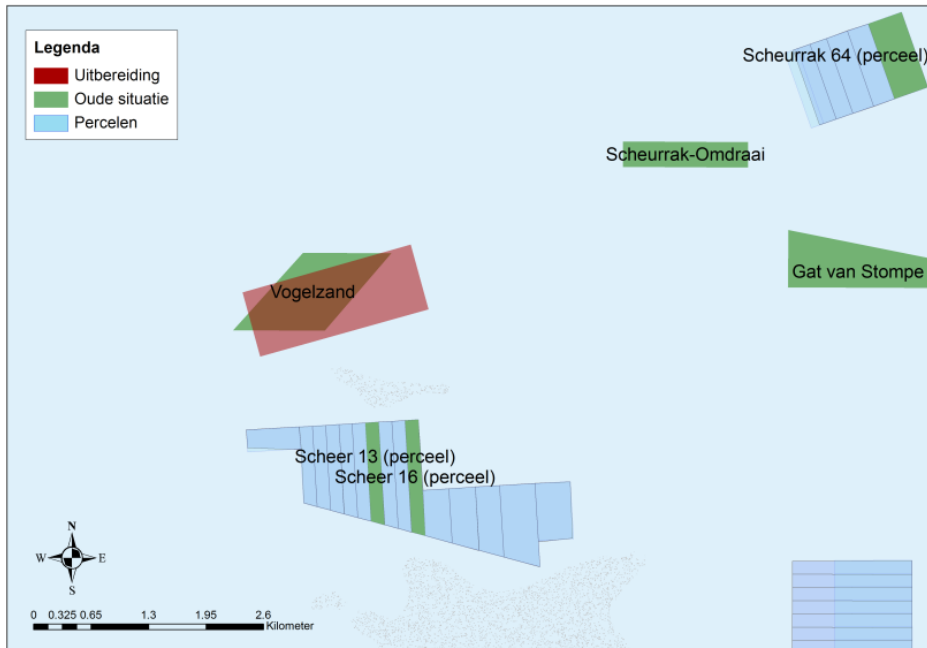 Legenda
Uitbereiding
Oude situatie
Percelen
Scheurrak 64 (perceel)
Scheurrak-Omdraai
Gat van Stompe
Vogelzand
Scheer 13 (perceel)
Scheer 16 (perceel)
N
W E
S
0 0.325 0.65 1.3 1.95 2.6
Kilometer